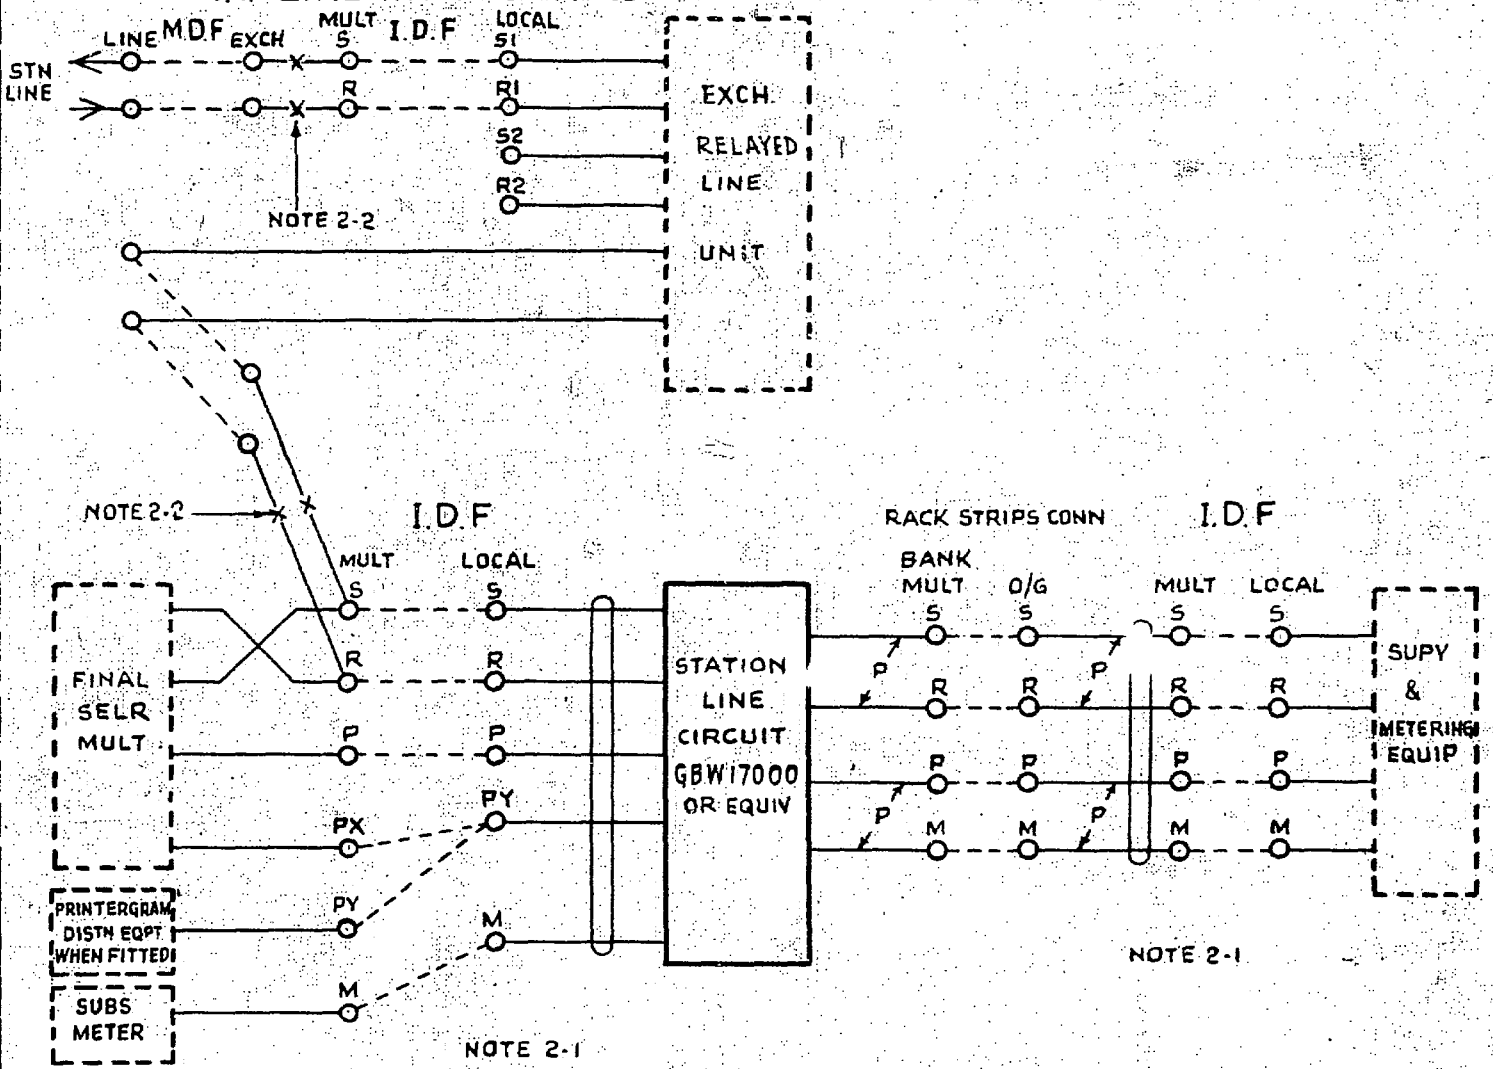 MULT I.D.F LOCAL
LINE M.D.F EXCH S S1
STN
LINE
R R1
S2
R2
NOTE 2-2
EXCH.
RELAYED
LINE
UNIT
NOTE 2-2
I.D.F
MULT LOCAL
S S
R R
P P
PX PY
PY
M M
FINAL
SELR
MULT
PRINTERGRAM
DISTN EQPT
WHEN FITTED
SUBS
METER
NOTE 2-1
STATION
LINE
CIRCUIT
GBW17000
OR EQUIV
RACK STRIPS CONN I.D.F
BANK
MULT O/G MULT LOCAL
S S S S
P P
R R R R
P P P P
P P
M M M M
SUPY
&
METERING
EQUIP
NOTE 2-1